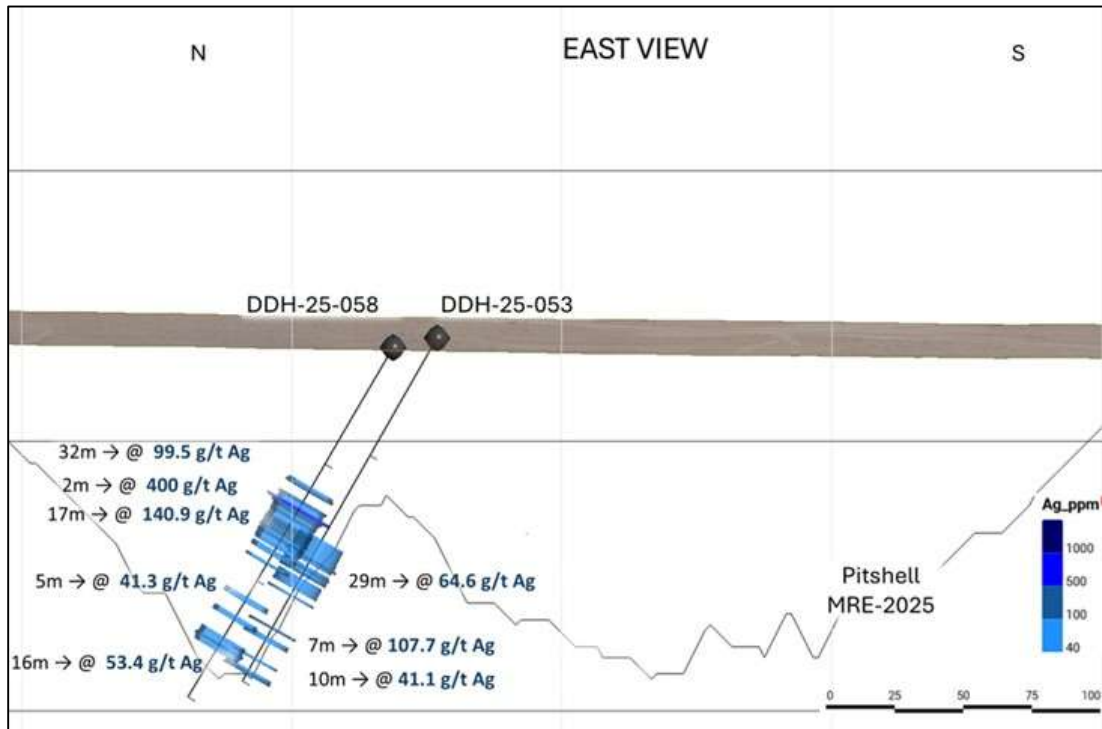 N
EAST VIEW
S
DDH-25-058
DDH-25-053
32m → @ 99.5 g/t Ag
2m → @ 400 g/t Ag
17m → @ 140.9 g/t Ag
5m → @ 41.3 g/t Ag
29m → @ 64.6 g/t Ag
7m → @ 107.7 g/t Ag
16m → @ 53.4 g/t Ag
10m → @ 41.1 g/t Ag
Pitshell
MRE-2025
Ag_ppm
1000
500
100
40
0 25 50 75 100